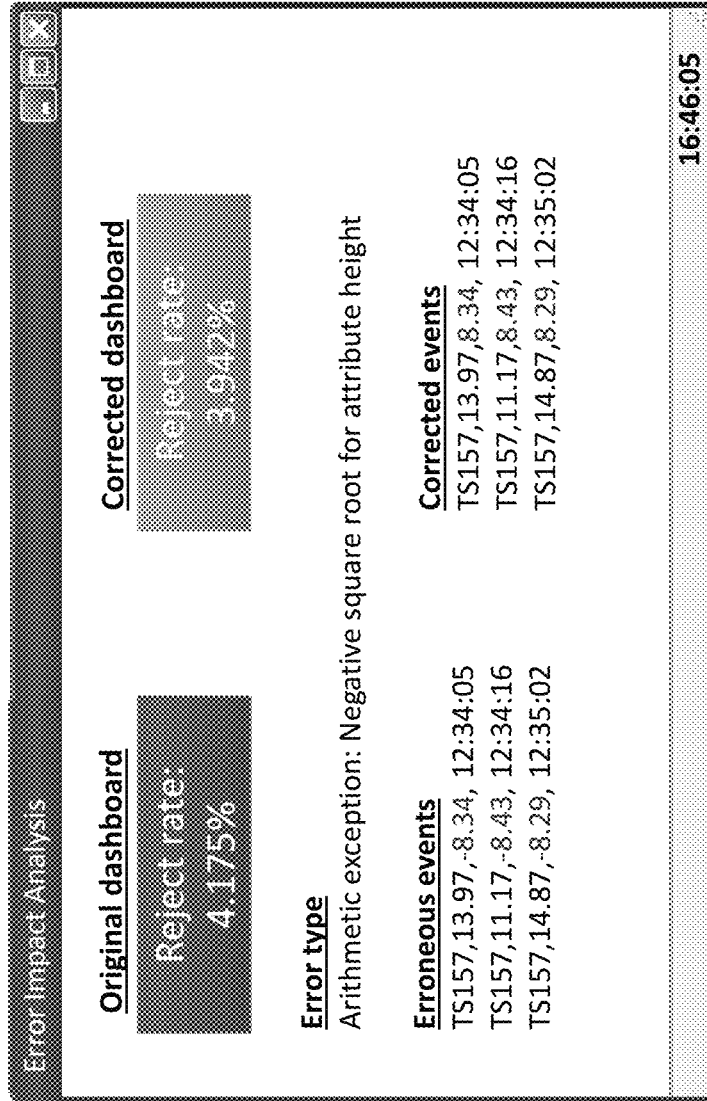 Error Impact Analysis
Original dashboard
Reject rate:
4.175%
Corrected dashboard
Reject rate:
3.942%
Error type
Arithmetic exception: Negative square root for attribute height
Erroneous events
TS157,13.97,-8.34, 12:34:05
TS157,11.17,-8.43, 12:34:16
TS157,14.87,-8.29, 12:35:02
Corrected events
TS157,13.97,8.34, 12:34:05
TS157,11.17,8.43, 12:34:16
TS157,14.87,8.29, 12:35:02
16:46:05